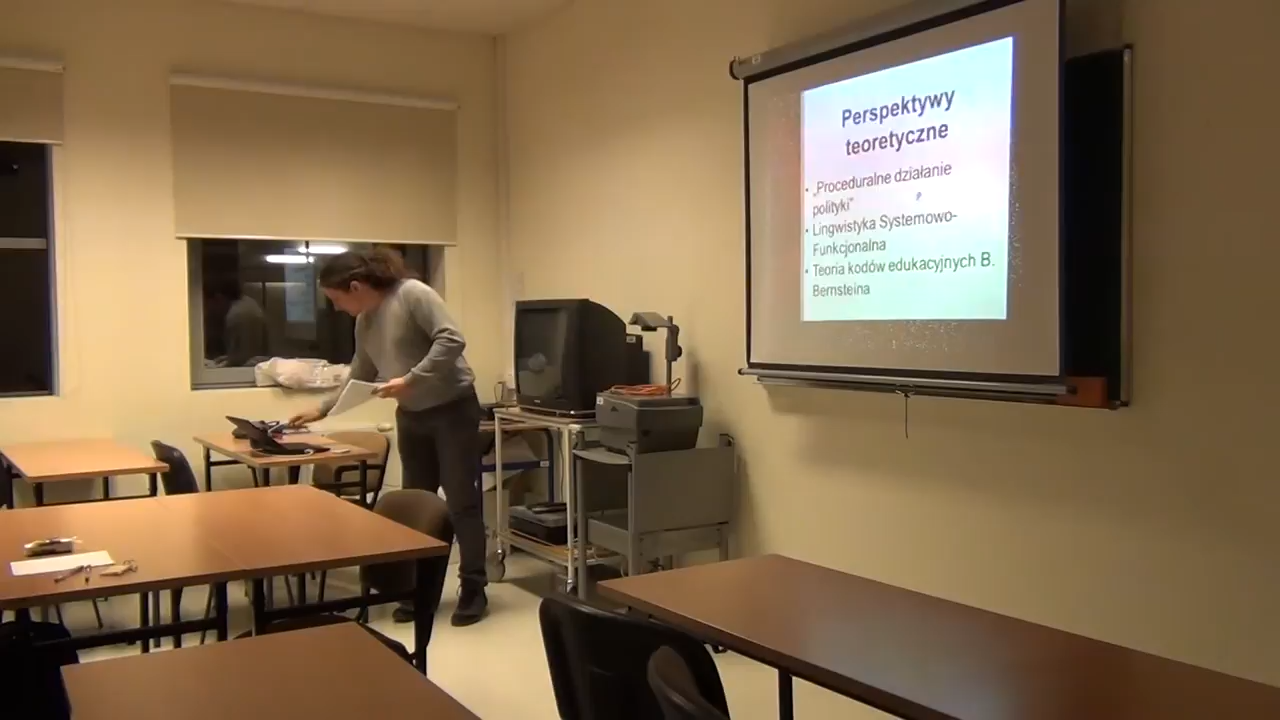 Perspektywy
teoretyczne
• „Proceduralne działanie
polityki”
• Lingwistyka Systemowo-
Funkcjonalna
• Teoria kodów edukacyjnych B.
Bernsteina